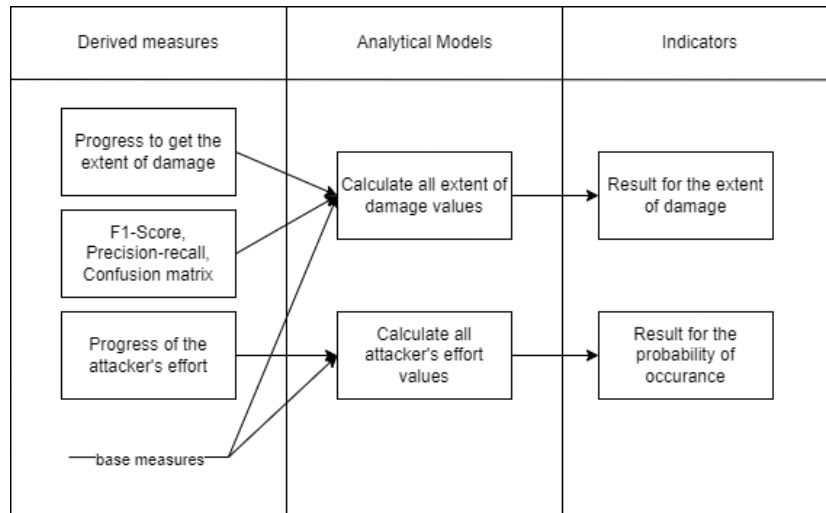 Derived measures
Analytical Models
Indicators
Progress to get the
extent of damage
Calculate all extent of
damage values
Result for the extent
of damage
F1-Score,
Precision-recall,
Confusion matrix
Progress of the
attacker's effort
Calculate all
attacker's effort
values
Result for the
probability of
occurance
base measures